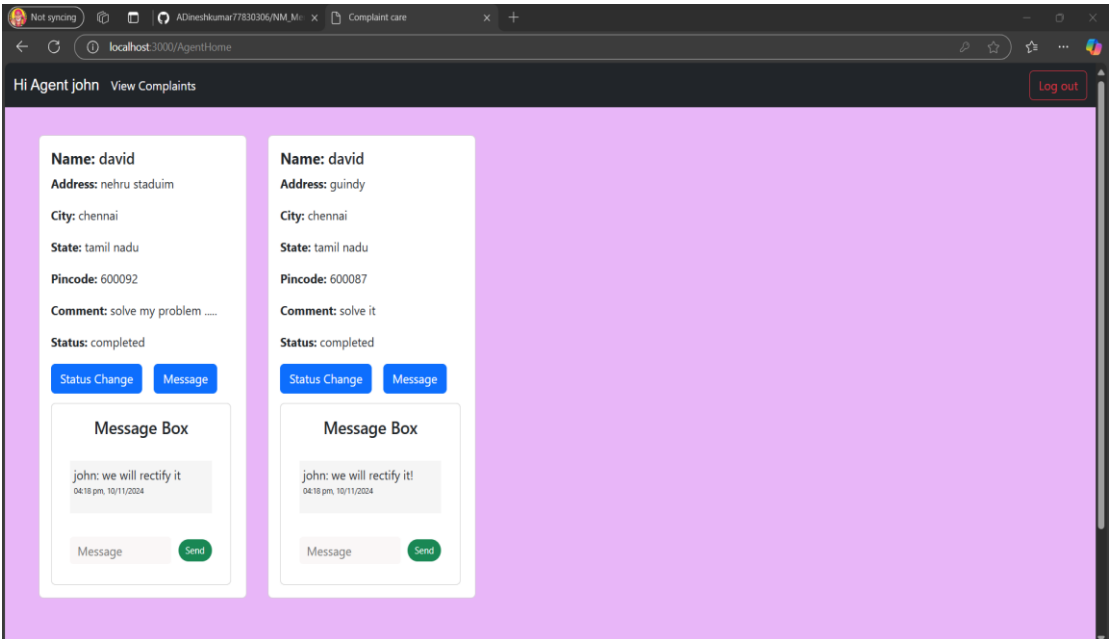 Not syncing
ADineshkumar77830306/NM_Me
Complaint care
localhost:3000/AgentHome
Hi Agent john View Complaints Log out
Name: david
Address: nehru staduim
City: chennai
State: tamil nadu
Pincode: 600092
Comment: solve my problem .....
Status: completed
Status Change Message
Message Box
john: we will rectify it
04:18 pm, 10/11/2024
Message Send
Name: david
Address: guindy
City: chennai
State: tamil nadu
Pincode: 600087
Comment: solve it
Status: completed
Status Change Message
Message Box
john: we will rectify it!
04:18 pm, 10/11/2024
Message Send